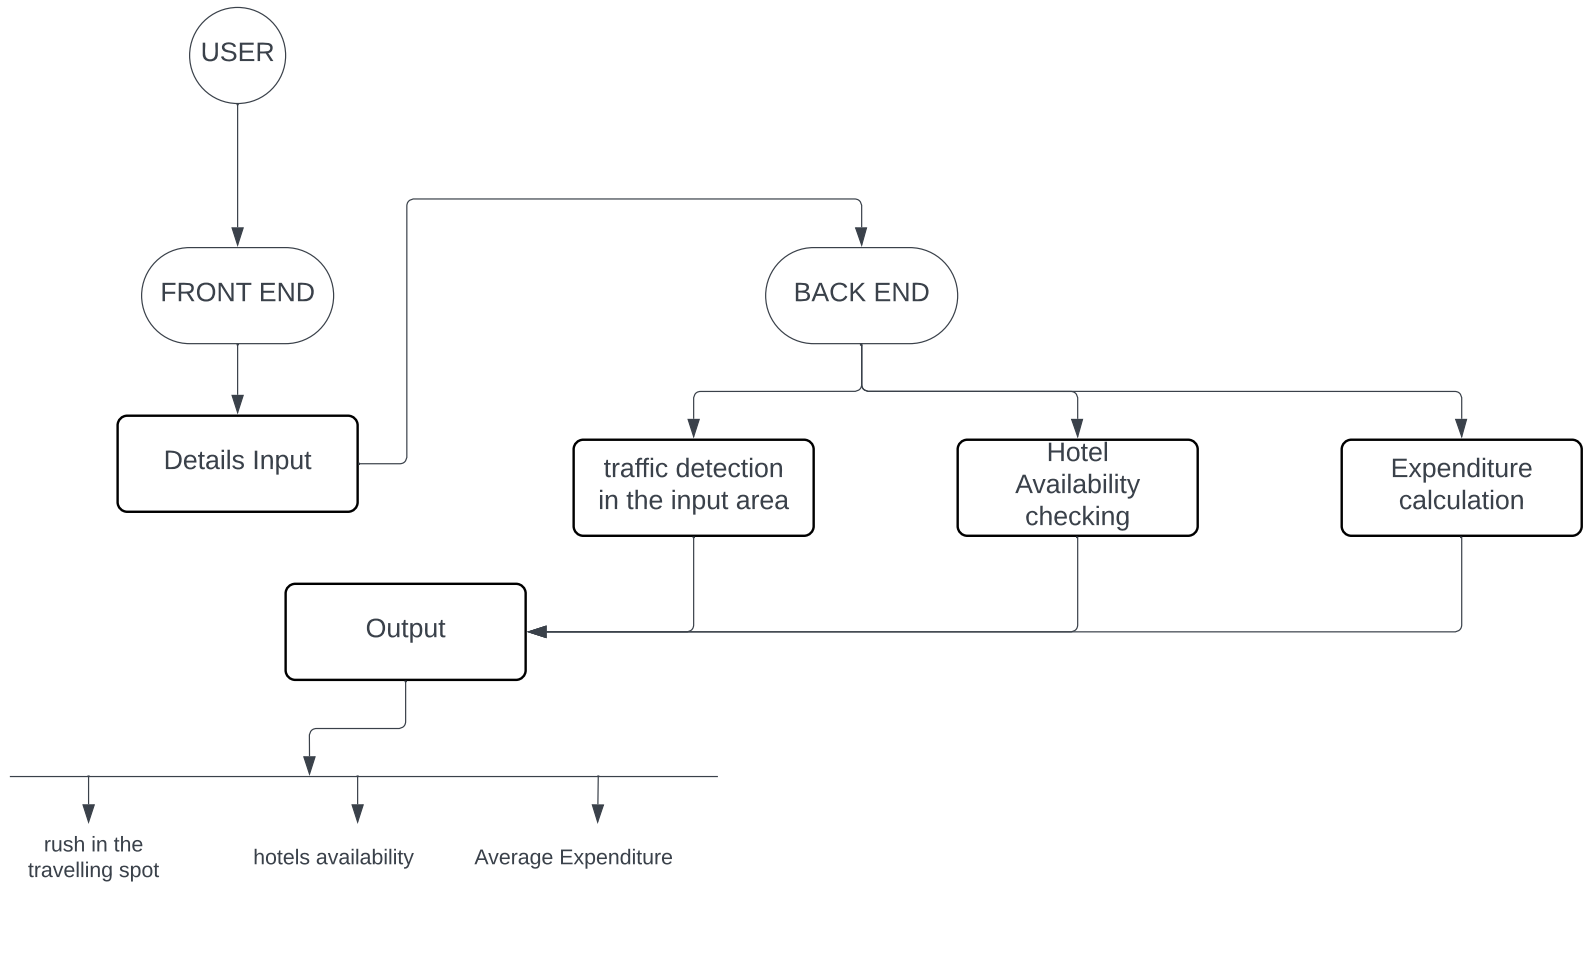 USER
FRONT END
BACK END
Details Input
traffic detection
in the input area
Hotel
Availability
checking
Expenditure
calculation
Output
rush in the
travelling spot
hotels availability
Average Expenditure